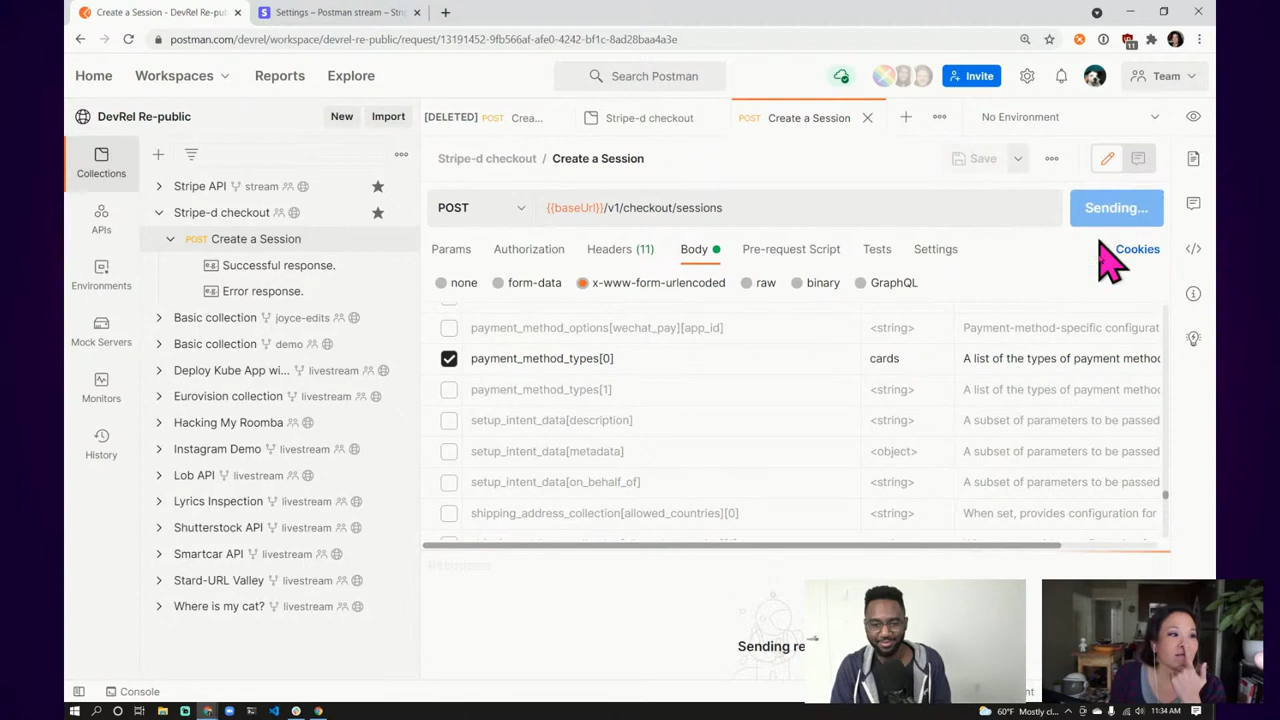 Create a Session - DevRel Re-pub
Settings – Postman stream – Str
postman.com/devrel/workspace/devrel-re-public/request/13191452-9fb566af-afe0-4242-bf1c-8ad28baa4a3e
11
Home
Workspaces
Reports
Explore
Search Postman
Invite
Team
DevRel Re-public
New
Import
[DELETED] POST Crea...
Stripe-d checkout
POST Create a Session
No Environment
Collections
APIs
Environments
Mock Servers
Monitors
History
Stripe API stream
Stripe-d checkout
POST Create a Session
e.g. Successful response.
e.g. Error response.
Basic collection joyce-edits
Basic collection demo
Deploy Kube App wi... livestream
Eurovision collection livestream
Hacking My Roomba
Instagram Demo livestream
Lob API livestream
Lyrics Inspection livestream
Shutterstock API livestream
Smartcar API livestream
Stard-URL Valley livestream
Where is my cat? livestream
Stripe-d checkout / Create a Session
Save
POST
{{baseUrl}}/v1/checkout/sessions
Sending...
Params
Authorization
Headers (11)
Body
Pre-request Script
Tests
Settings
Cookies
none
form-data
x-www-form-urlencoded
raw
binary
GraphQL
payment_method_options[wechat_pay][app_id] <string> Payment-method-specific configurat
payment_method_types[0] cards A list of the types of payment metho
payment_method_types[1] <string> A list of the types of payment metho
setup_intent_data[description] <string> A subset of parameters to be passed
setup_intent_data[metadata] <object> A subset of parameters to be passed
setup_intent_data[on_behalf_of] <string> A subset of parameters to be passed
shipping_address_collection[allowed_countries][0] <string> When set, provides configuration for
Sending re
Console
60°F Mostly cl...
11:34 AM